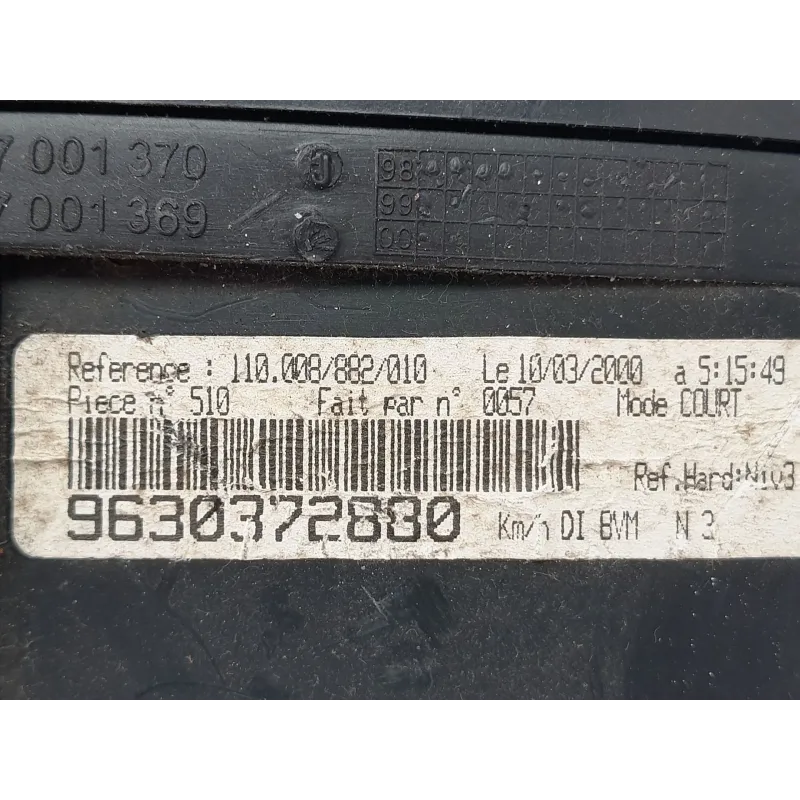 7 001 370 J 98
7 001 369 99
K 00
Reference : 110.008/882/010 Le 10/03/2000 a 5:15:49
Piece n° 510 Fait par n° 0057 Mode COURT
Ref.Hard:Niv3
9630372880 Km/h DI BVM N 3